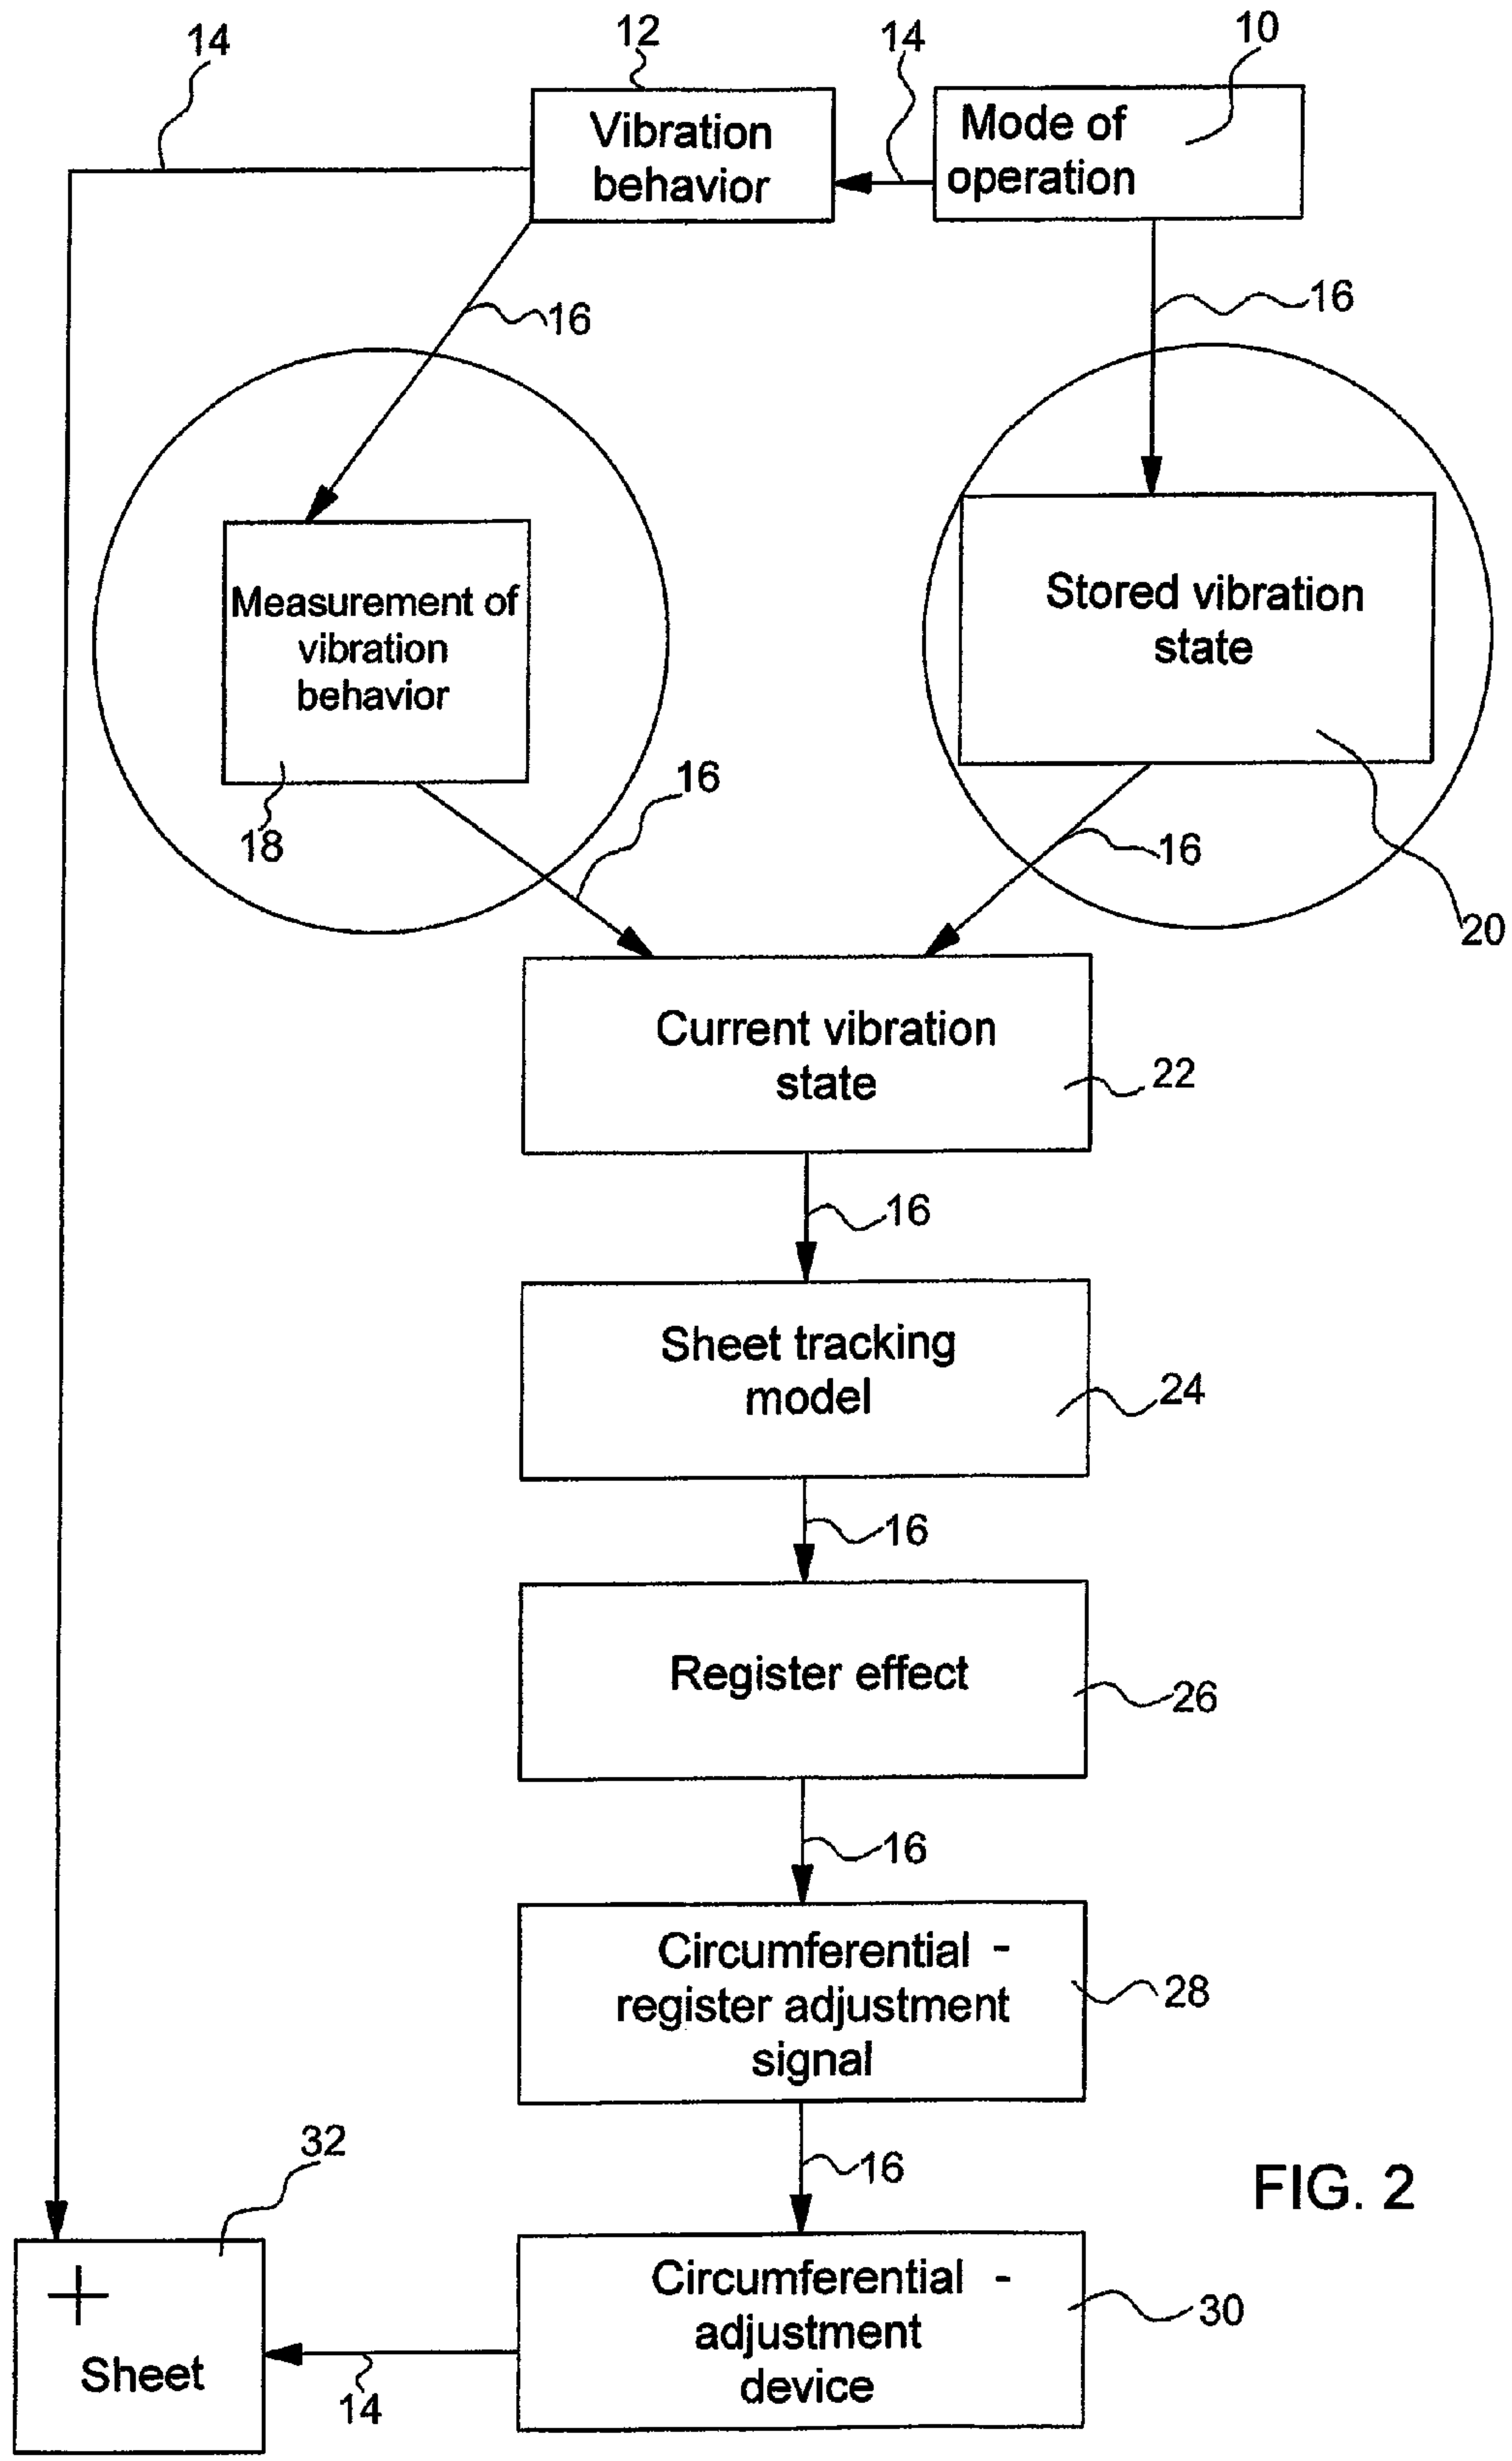 14
12
14
10
Vibration
behavior
Mode of
operation
16
16
Measurement of
vibration
behavior
Stored vibration
state
18
16
16
20
Current vibration
state
22
16
Sheet tracking
model
24
16
Register effect
26
16
Circumferential -
register adjustment
signal
28
16
32
FIG. 2
Circumferential -
adjustment
device
30
Sheet
14